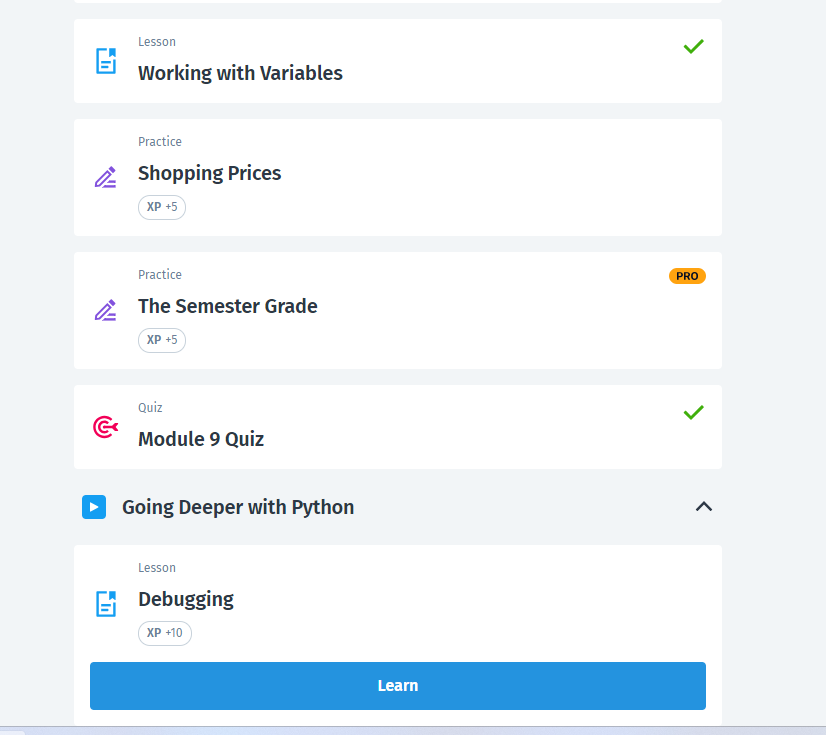 Lesson
Working with Variables
Practice
Shopping Prices
XP +5
Practice
PRO
The Semester Grade
XP +5
Quiz
Module 9 Quiz
Going Deeper with Python
Lesson
Debugging
XP +10
Learn